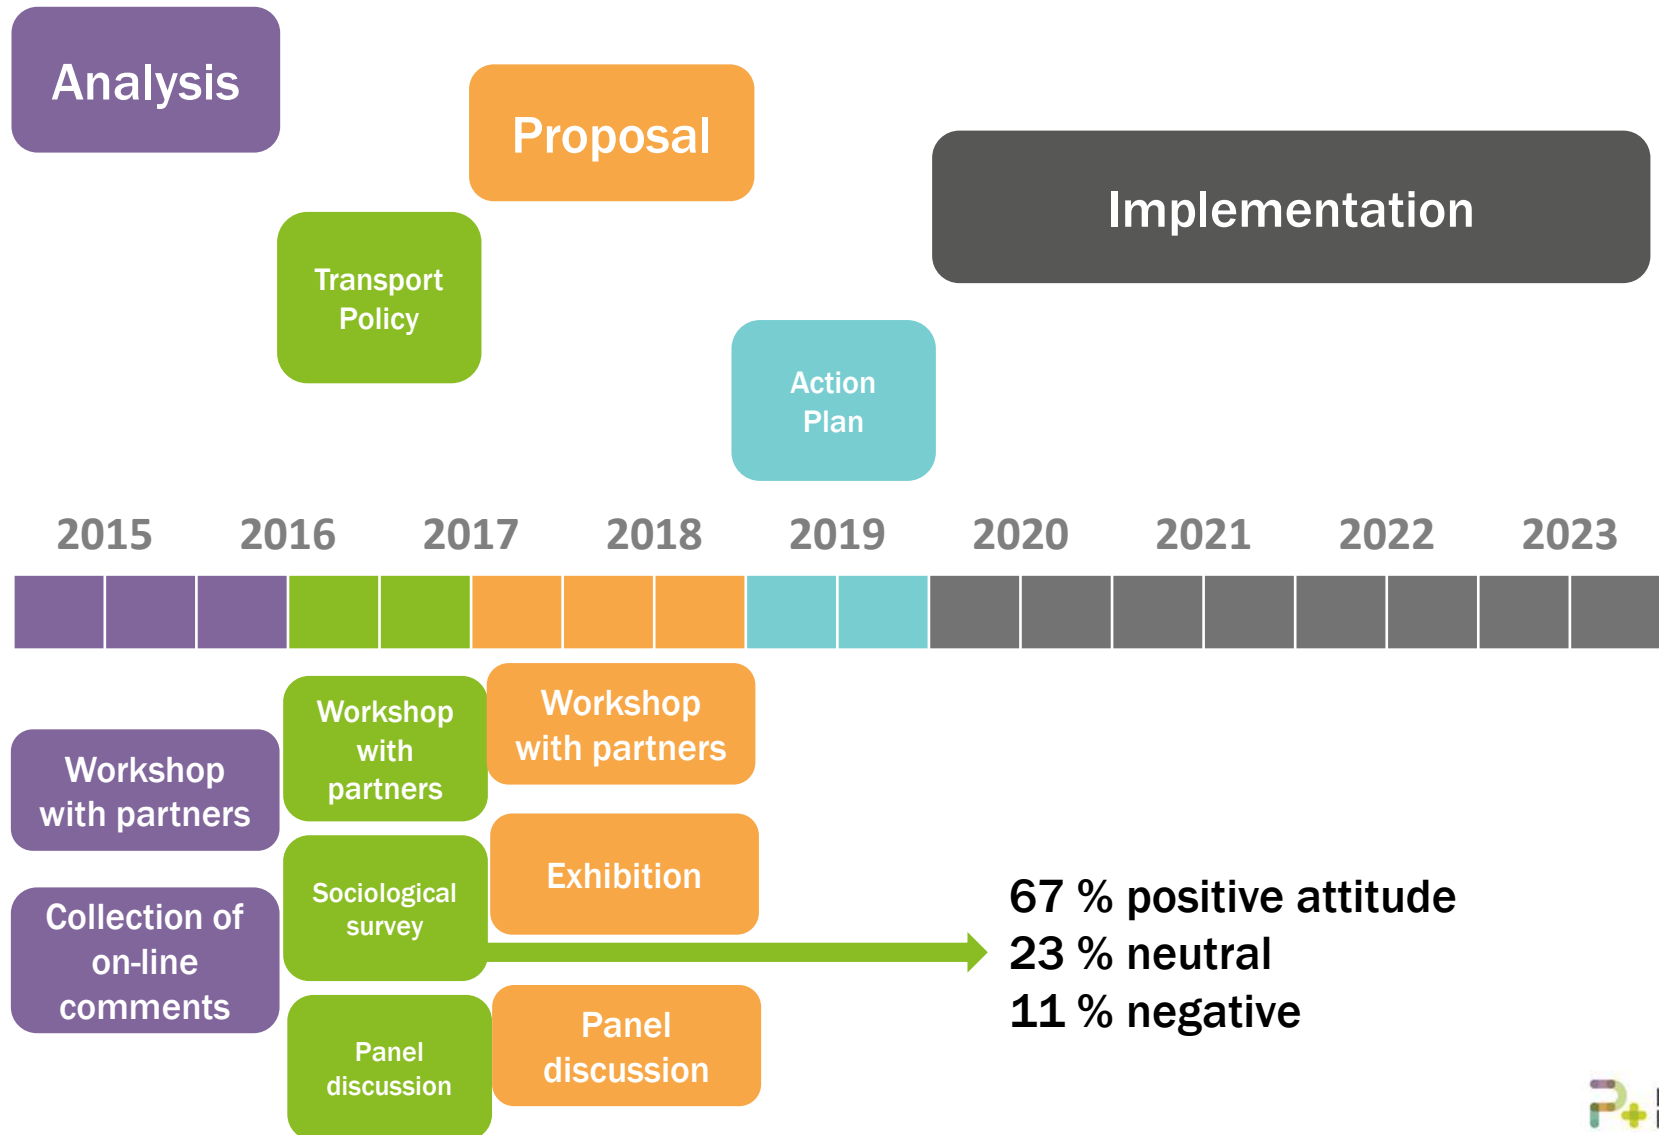 Analysis
Proposal
Implementation
Transport
Policy
Action
Plan
2015 2016 2017 2018 2019 2020 2021 2022 2023
Workshop
with partners
Collection of
on-line
comments
Workshop
with
partners
Sociological
survey
Panel
discussion
Workshop
with partners
Exhibition
Panel
discussion
67 % positive attitude
23 % neutral
11 % negative
P+